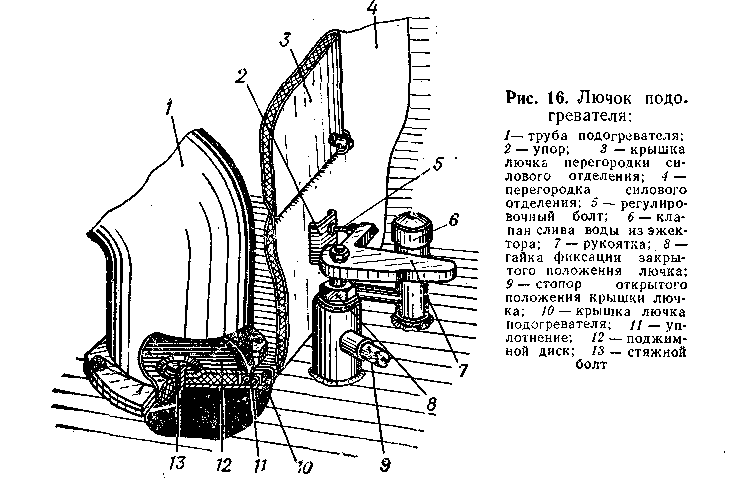 4
3
2
1
5
6
7
8
9
10
11
12
13
Рис. 16. Лючок подо-
гревателя:
1 — труба подогревателя;
2 — упор; 3 — крышка
лючка перегородки си-
лового отделения; 4 —
перегородка силового
отделения; 5 — регулиро-
вочный болт; 6 — кла-
пан слива воды из эжек-
тора; 7 — рукоятка; 8 —
гайка фиксации закры-
того положения лючка;
9 — стопор открытого
положения крышки люч-
ка; 10 — крышка лючка
подогревателя; 11 — уп-
лотнение; 12 — поджим-
ной диск; 13 — стяжной
болт